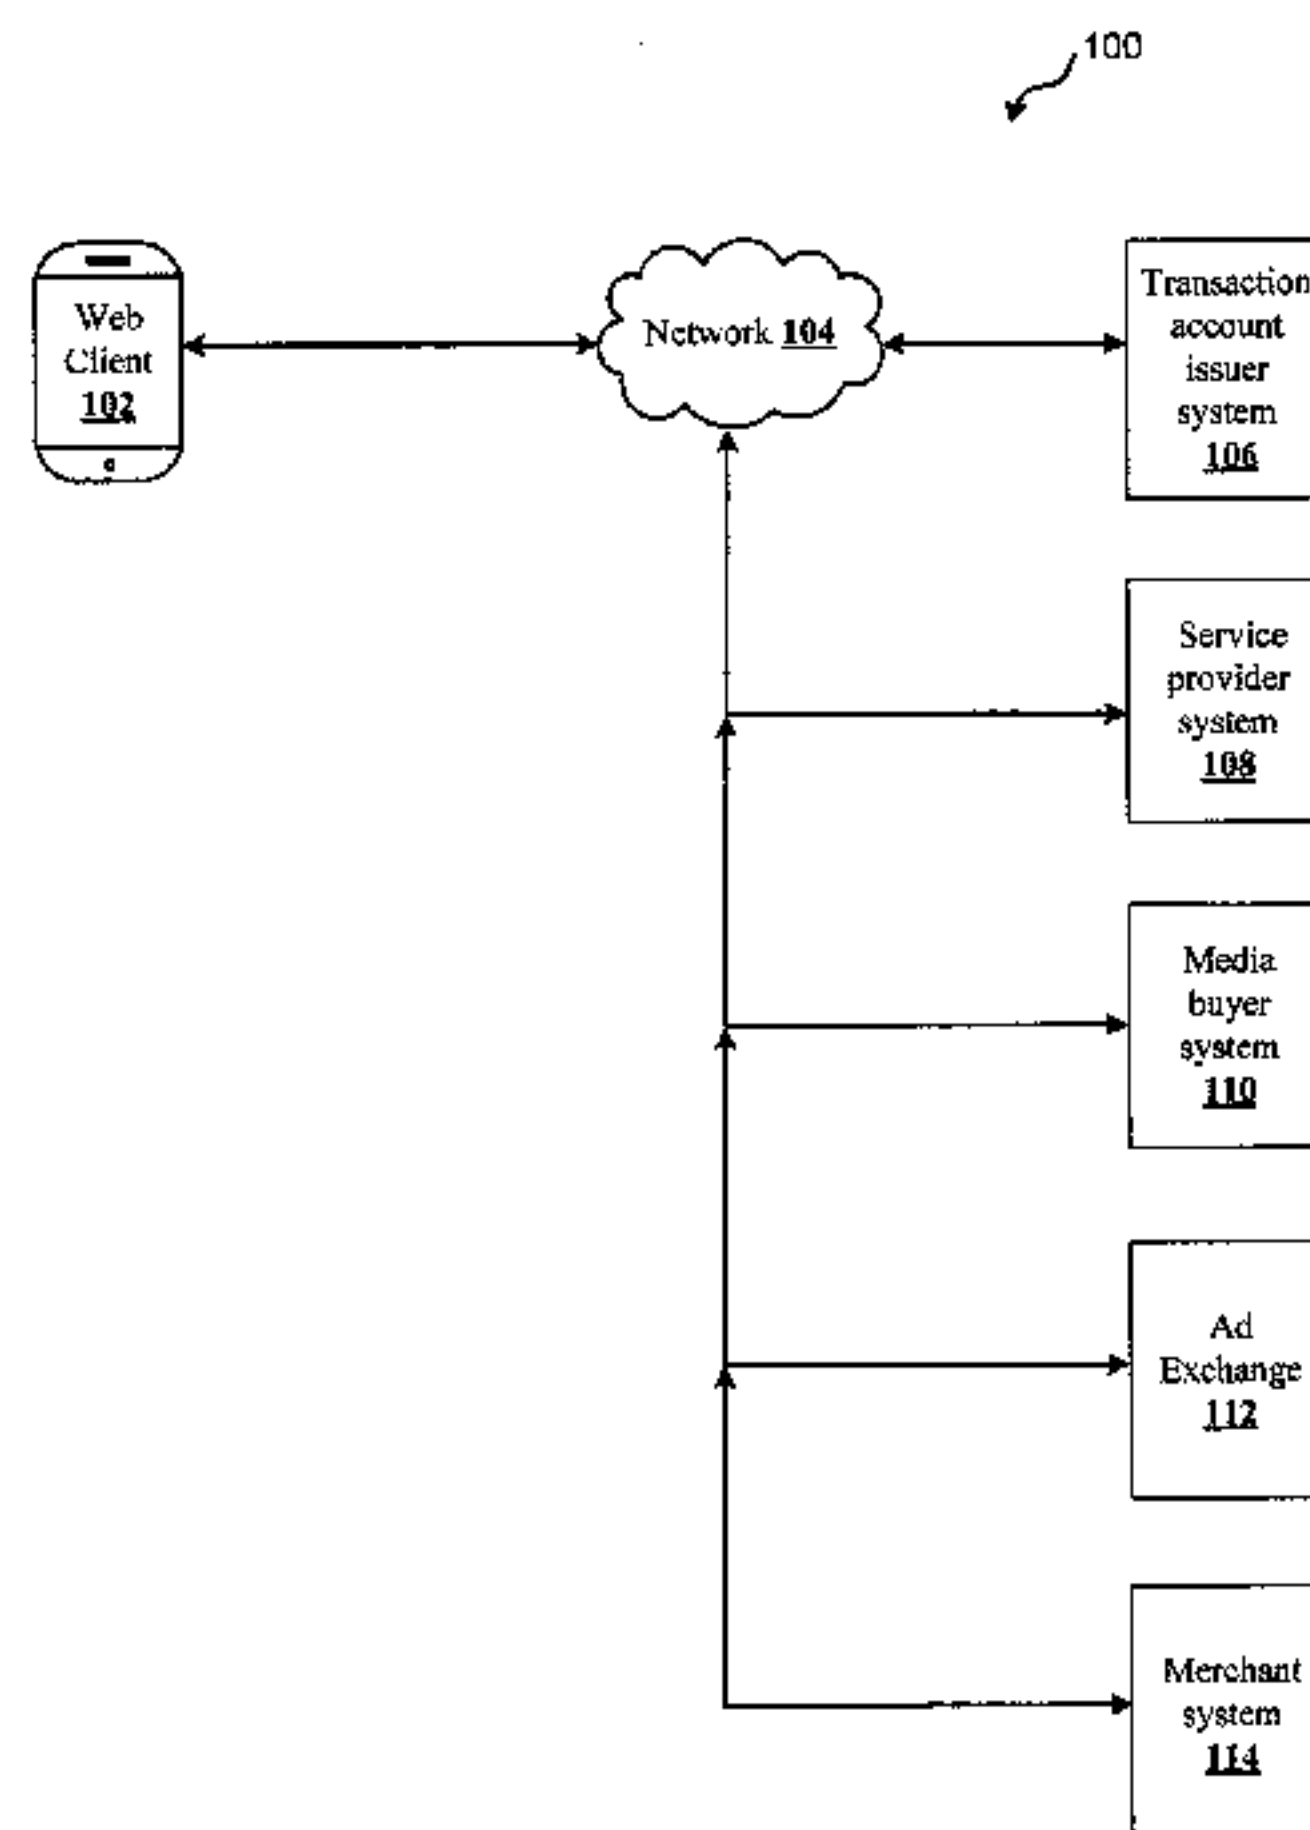 100
Web
Client
102
Network 104
Transaction
account
issuer
system
106
Service
provider
system
108
Media
buyer
system
110
Ad
Exchange
112
Merchant
system
114